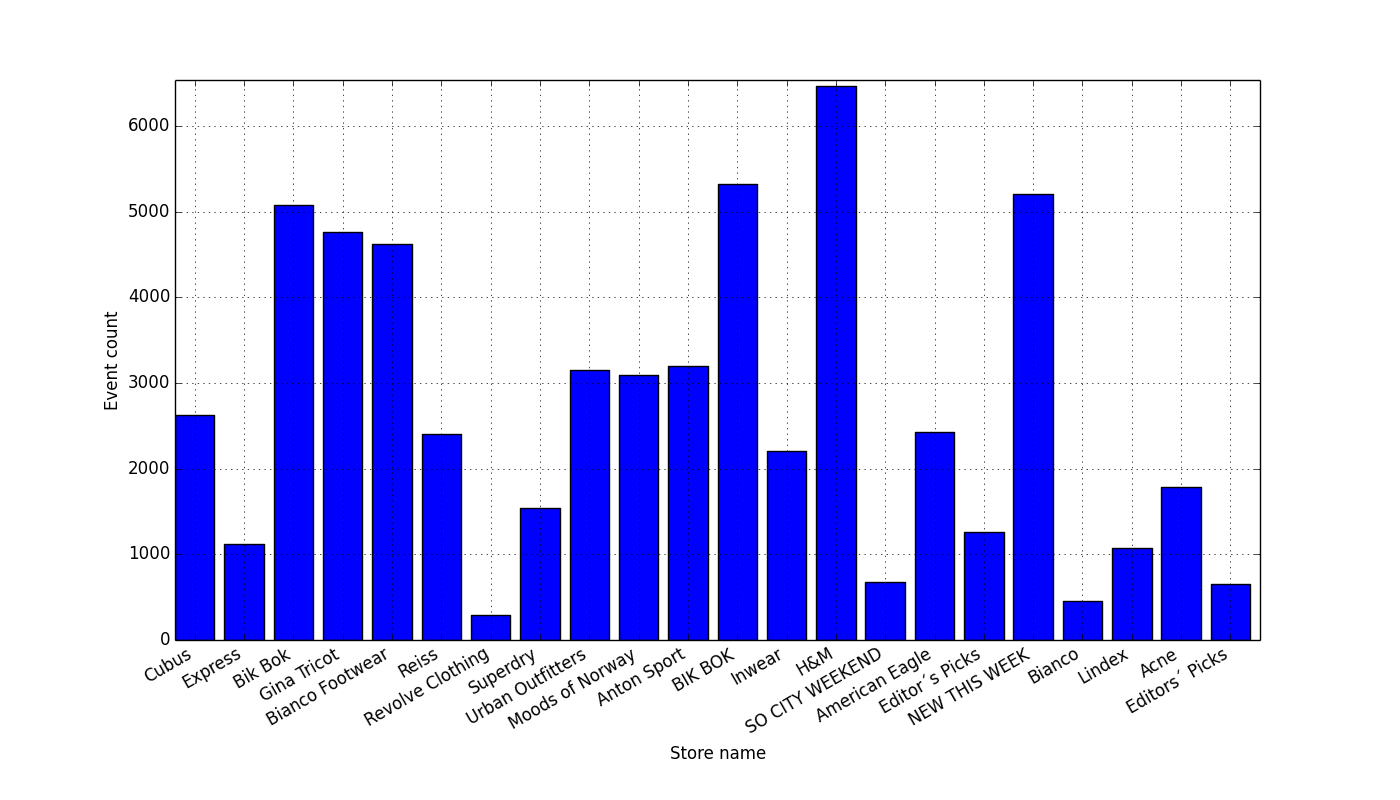 6000
5000
4000
3000
2000
1000
0
Event count
Cubus
Express
Bik Bok
Gina Tricot
Bianco Footwear
Reiss
Revolve Clothing
Superdry
Urban Outfitters
Moods of Norway
Anton Sport
BIK BOK
Inwear
H&M
SO CITY WEEKEND
American Eagle
Editor´s Picks
NEW THIS WEEK
Bianco
Lindex
Acne
Editors´ Picks
Store name